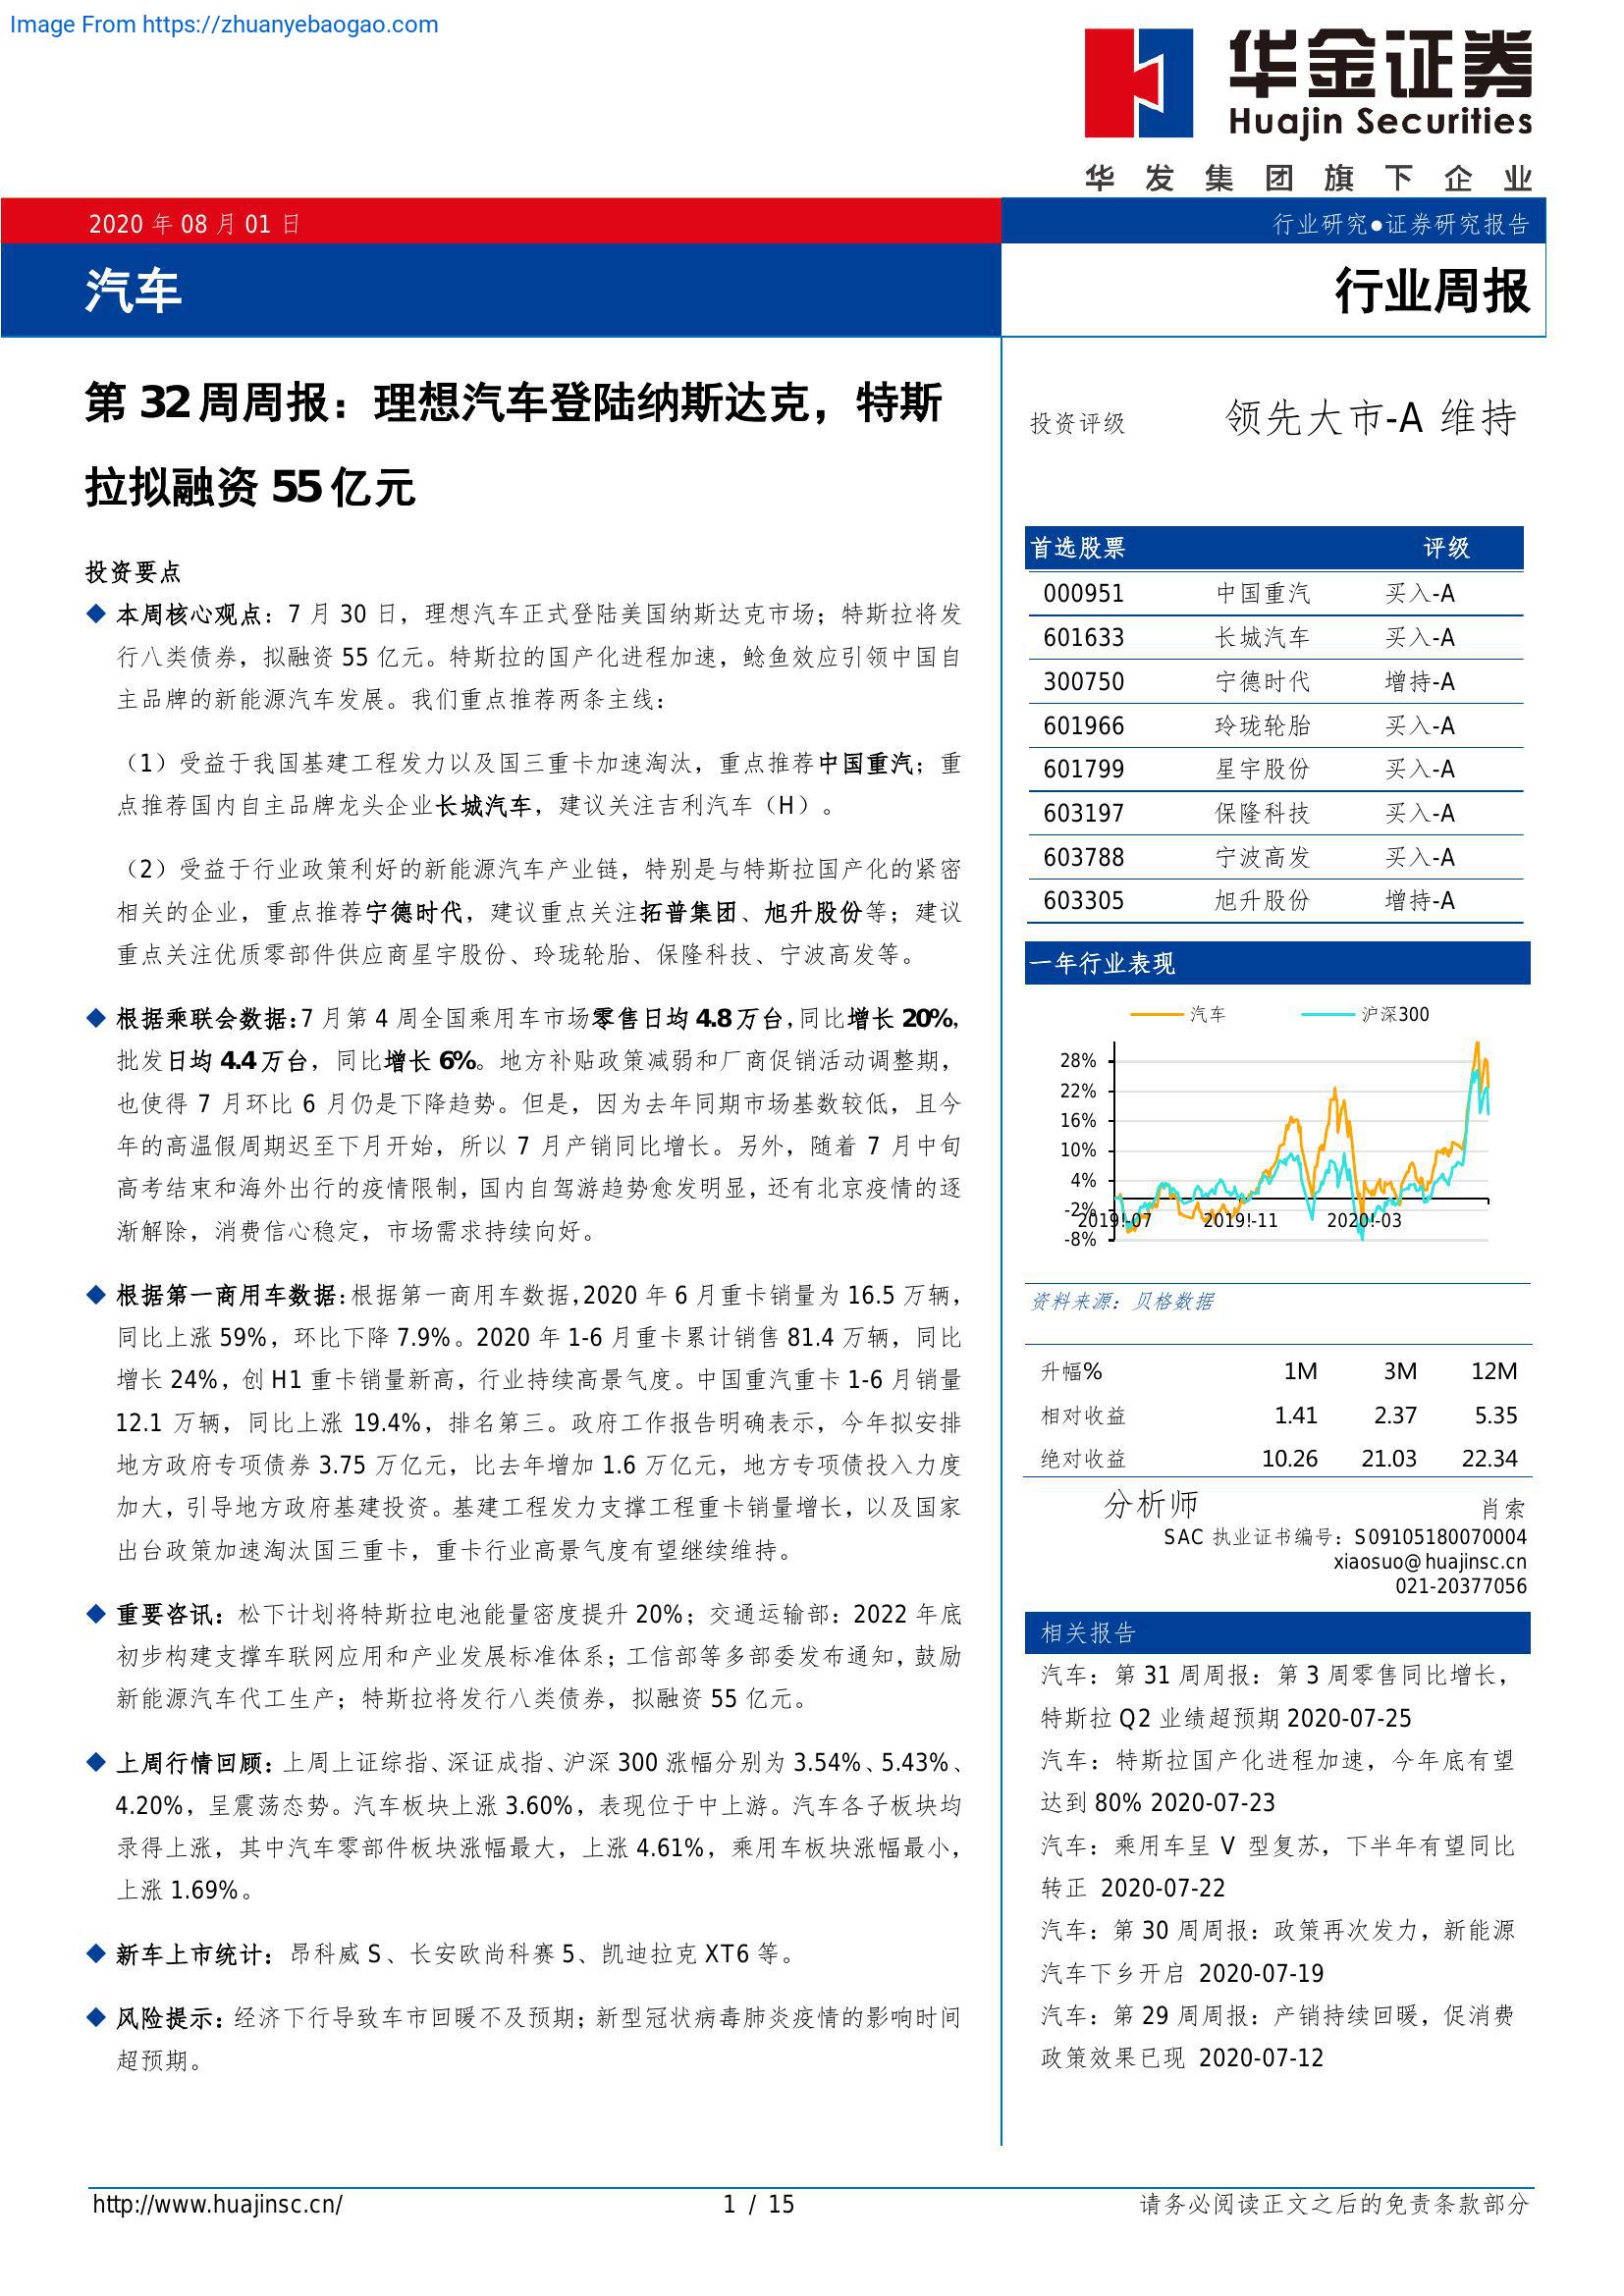 Image From https://zhuanyebaogao.com
华金证券
Huajin Securities
华发集团旗下企业
2020 年 08 月 01 日
行业研究●证券研究报告
汽车
行业周报
第 32 周周报：理想汽车登陆纳斯达克，特斯
拉拟融资 55 亿元
投资要点
◆ 本周核心观点：7 月 30 日，理想汽车正式登陆美国纳斯达克市场；特斯拉将发
行八类债券，拟融资 55 亿元。特斯拉的国产化进程加速，鲶鱼效应引领中国自
主品牌的新能源汽车发展。我们重点推荐两条主线：
（1）受益于我国基建工程发力以及国三重卡加速淘汰，重点推荐中国重汽；重
点推荐国内自主品牌龙头企业长城汽车，建议关注吉利汽车（H）。
（2）受益于行业政策利好的新能源汽车产业链，特别是与特斯拉国产化的紧密
相关的企业，重点推荐宁德时代，建议重点关注拓普集团、旭升股份等；建议
重点关注优质零部件供应商星宇股份、玲珑轮胎、保隆科技、宁波高发等。
◆ 根据乘联会数据：7 月第 4 周全国乘用车市场零售日均 4.8 万台，同比增长 20%，
批发日均 4.4 万台，同比增长 6%。地方补贴政策减弱和厂商促销活动调整期，
也使得 7 月环比 6 月仍是下降趋势。但是，因为去年同期市场基数较低，且今
年的高温假周期迟至下月开始，所以 7 月产销同比增长。另外，随着 7 月中旬
高考结束和海外出行的疫情限制，国内自驾游趋势愈发明显，还有北京疫情的逐
渐解除，消费信心稳定，市场需求持续向好。
◆ 根据第一商用车数据：根据第一商用车数据，2020 年 6 月重卡销量为 16.5 万辆，
同比上涨 59%，环比下降 7.9%。2020 年 1-6 月重卡累计销售 81.4 万辆，同比
增长 24%，创 H1 重卡销量新高，行业持续高景气度。中国重汽重卡 1-6 月销量
12.1 万辆，同比上涨 19.4%，排名第三。政府工作报告明确表示，今年拟安排
地方政府专项债券 3.75 万亿元，比去年增加 1.6 万亿元，地方专项债投入力度
加大，引导地方政府基建投资。基建工程发力支撑工程重卡销量增长，以及国家
出台政策加速淘汰国三重卡，重卡行业高景气度有望继续维持。
◆ 重要咨讯：松下计划将特斯拉电池能量密度提升 20%；交通运输部：2022 年底
初步构建支撑车联网应用和产业发展标准体系；工信部等多部委发布通知，鼓励
新能源汽车代工生产；特斯拉将发行八类债券，拟融资 55 亿元。
◆ 上周行情回顾：上周上证综指、深证成指、沪深 300 涨幅分别为 3.54%、5.43%、
4.20%，呈震荡态势。汽车板块上涨 3.60%，表现位于中上游。汽车各子板块均
录得上涨，其中汽车零部件板块涨幅最大，上涨 4.61%，乘用车板块涨幅最小，
上涨 1.69%。
◆ 新车上市统计：昂科威 S、长安欧尚科赛 5、凯迪拉克 XT6 等。
◆ 风险提示：经济下行导致车市回暖不及预期；新型冠状病毒肺炎疫情的影响时间
超预期。
投资评级 领先大市-A 维持
首选股票 评级
000951 中国重汽 买入-A
601633 长城汽车 买入-A
300750 宁德时代 增持-A
601966 玲珑轮胎 买入-A
601799 星宇股份 买入-A
603197 保隆科技 买入-A
603788 宁波高发 买入-A
603305 旭升股份 增持-A
一年行业表现
汽车 沪深300
28%
22%
16%
10%
4%
-2%
2019!-07 2019!-11 2020!-03
-8%
资料来源：贝格数据
升幅% 1M 3M 12M
相对收益 1.41 2.37 5.35
绝对收益 10.26 21.03 22.34
分析师 肖索
SAC 执业证书编号：S09105180070004
xiaosuo@huajinsc.cn
021-20377056
相关报告
汽车：第 31 周周报：第 3 周零售同比增长，
特斯拉 Q2 业绩超预期 2020-07-25
汽车：特斯拉国产化进程加速，今年底有望
达到 80% 2020-07-23
汽车：乘用车呈 V 型复苏，下半年有望同比
转正 2020-07-22
汽车：第 30 周周报：政策再次发力，新能源
汽车下乡开启 2020-07-19
汽车：第 29 周周报：产销持续回暖，促消费
政策效果已现 2020-07-12
http://www.huajinsc.cn/ 1 / 15 请务必阅读正文之后的免责条款部分